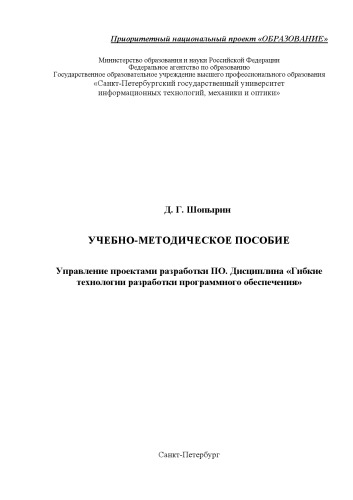 Приоритетный национальный проект «ОБРАЗОВАНИЕ»
Министерство образования и науки Российской Федерации
Федеральное агентство по образованию
Государственное образовательное учреждение высшего профессионального образования
«Санкт-Петербургский государственный университет
информационных технологий, механики и оптики»
Д. Г. Шопырин
УЧЕБНО-МЕТОДИЧЕСКОЕ ПОСОБИЕ
Управление проектами разработки ПО. Дисциплина «Гибкие
технологии разработки программного обеспечения»
Санкт-Петербург